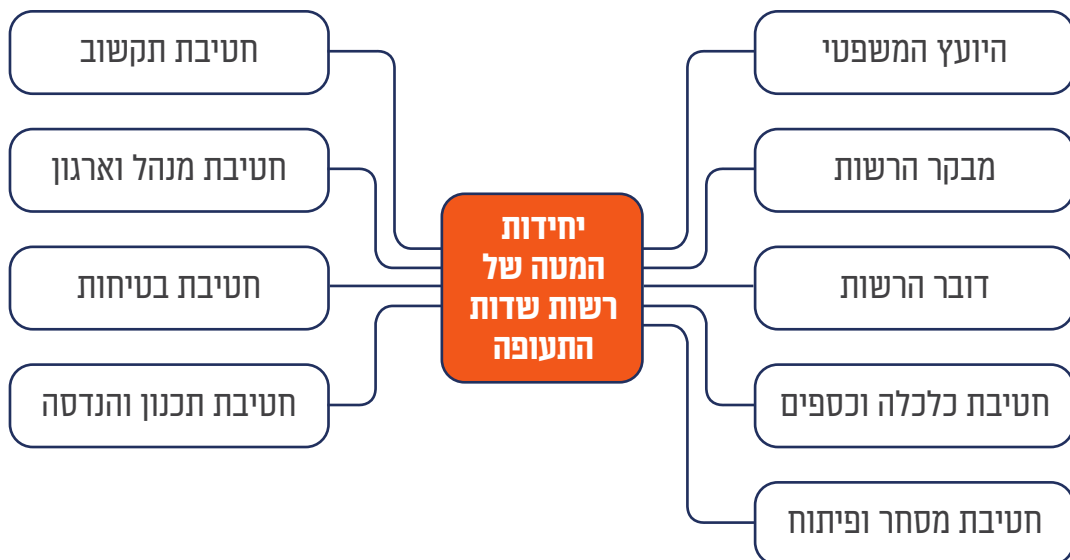 היועץ המשפטי
מבקר הרשות
דובר הרשות
חטיבת כלכלה וכספים
חטיבת מסחר ופיתוח
יחידות
המטה של
רשות שדות
התעופה
חטיבת תקשוב
חטיבת מנהל וארגון
חטיבת בטיחות
חטיבת תכנון והנדסה